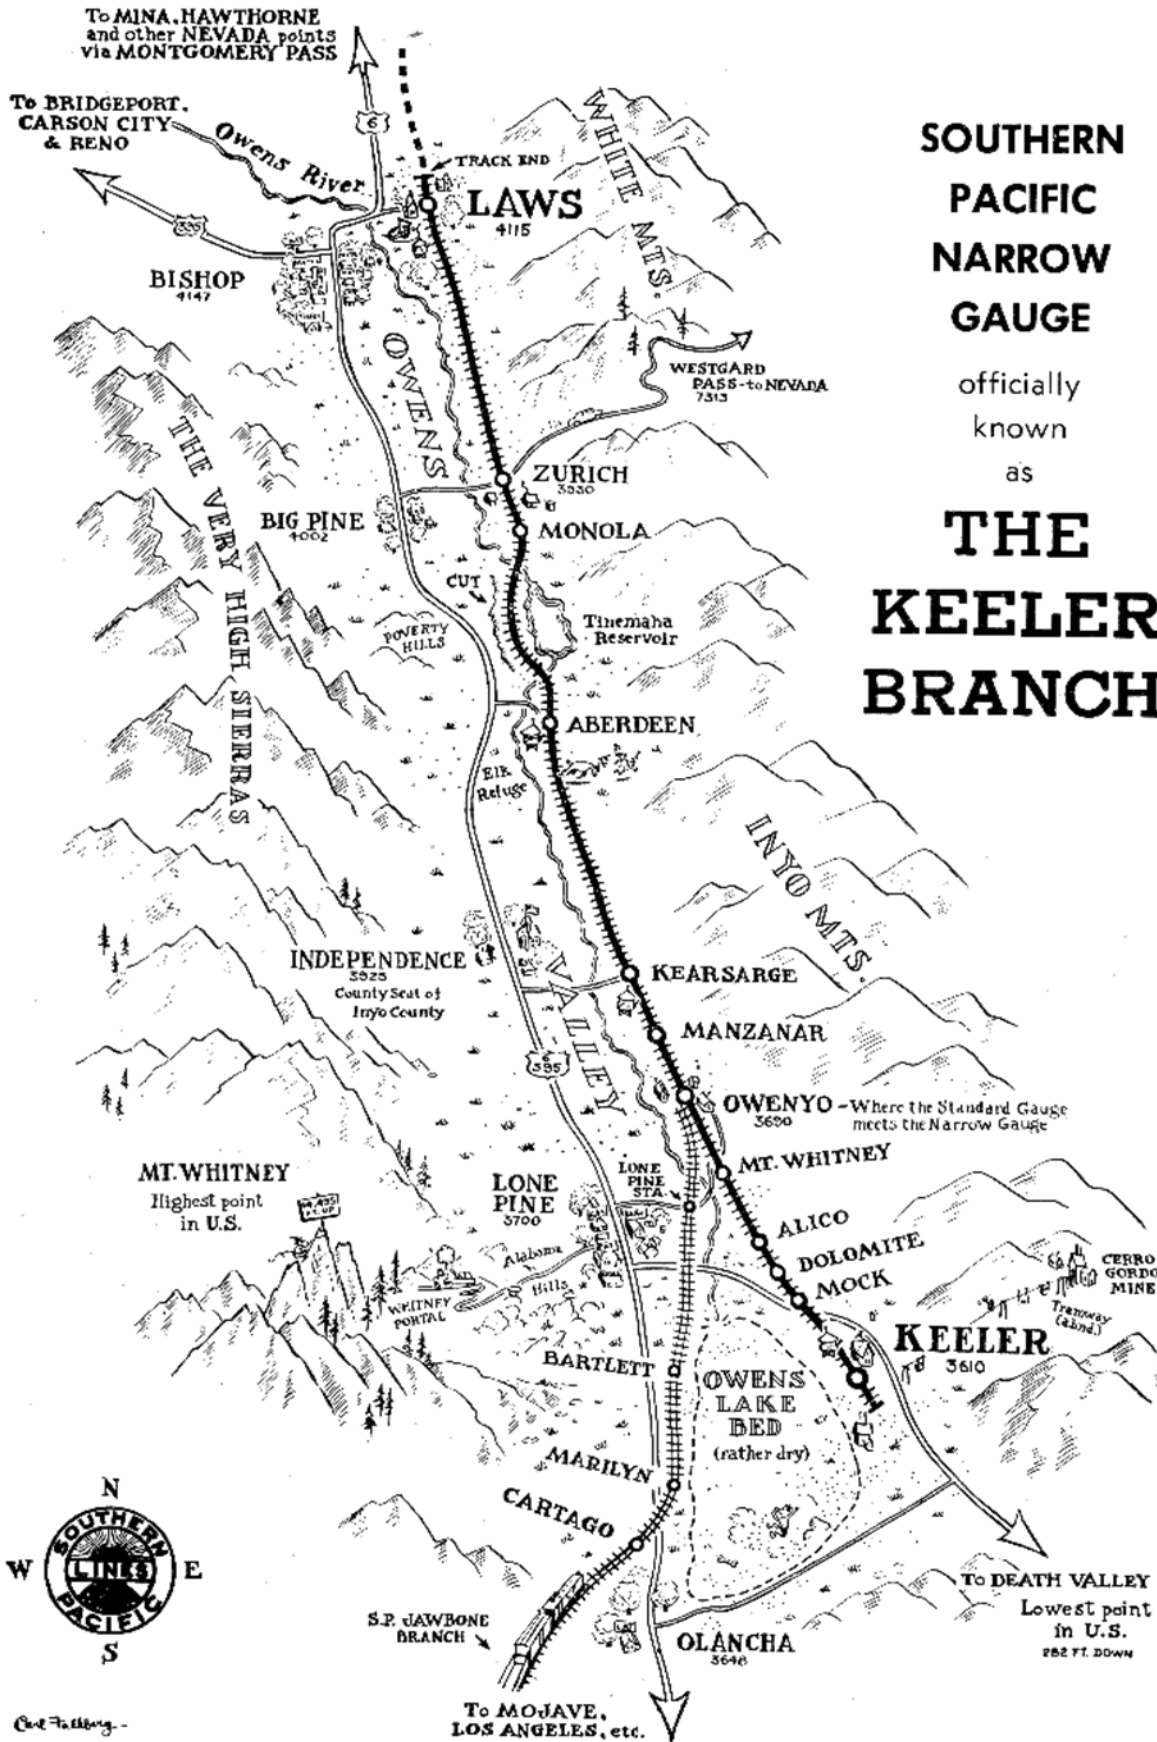 To MINA, HAWTHORNE
and other NEVADA points
via MONTGOMERY PASS
To BRIDGEPORT,
CARSON CITY
& RENO
Owens River
6
395
TRACK END
LAWS
4115
BISHOP
4147
WHITE MTS.
SOUTHERN
PACIFIC
NARROW
GAUGE
officially
known
as
THE
KEELER
BRANCH
WESTGARD
PASS-to NEVADA
7313
OWENS
THE VERY HIGH SIERRAS
ZURICH
3930
BIG PINE
4002
MONOLA
CUT
Tinemaha
Reservoir
POVERTY
HILLS
ABERDEEN
Elk
Refuge
INYO MTS.
INDEPENDENCE
3925
County Seat of
Inyo County
VALLEY
KEARSARGE
MANZANAR
6
395
OWENYO - Where the Standard Gauge
3690
meets the Narrow Gauge
MT. WHITNEY
Highest point
in U.S.
LONE
PINE
3700
LONE
PINE
STA.
MT. WHITNEY
ALICO
DOLOMITE
MOCK
CERRO
GORDO
MINE
Tramway
(abnd.)
Alabama
Hills
WHITNEY
PORTAL
KEELER
3610
BARTLETT
OWENS
LAKE
BED
(rather dry)
MARILYN
CARTAGO
N
W
E
S
SOUTHERN
LINES
PACIFIC
S.P. JAWBONE
BRANCH
OLANCHA
3648
To DEATH VALLEY
Lowest point
in U.S.
282 FT. DOWN
To MOJAVE,
LOS ANGELES, etc.